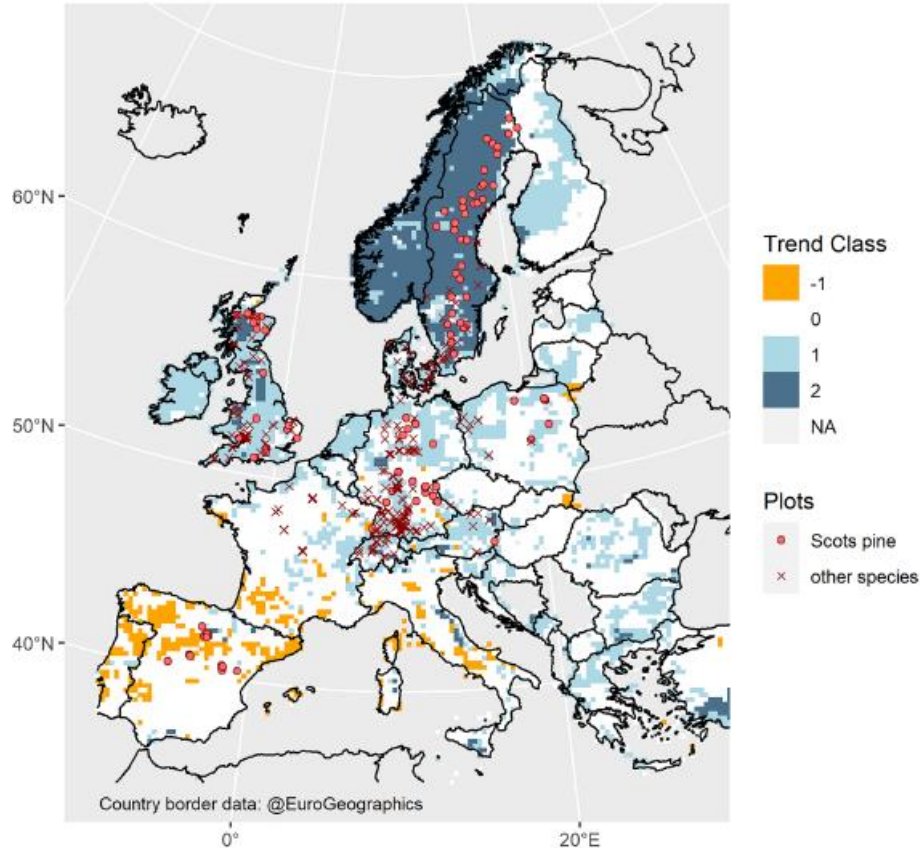 60°N
50°N
40°N
0°
20°E
Country border data: @EuroGeographics
Trend Class
-1
0
1
2
NA
Plots
Scots pine
other species